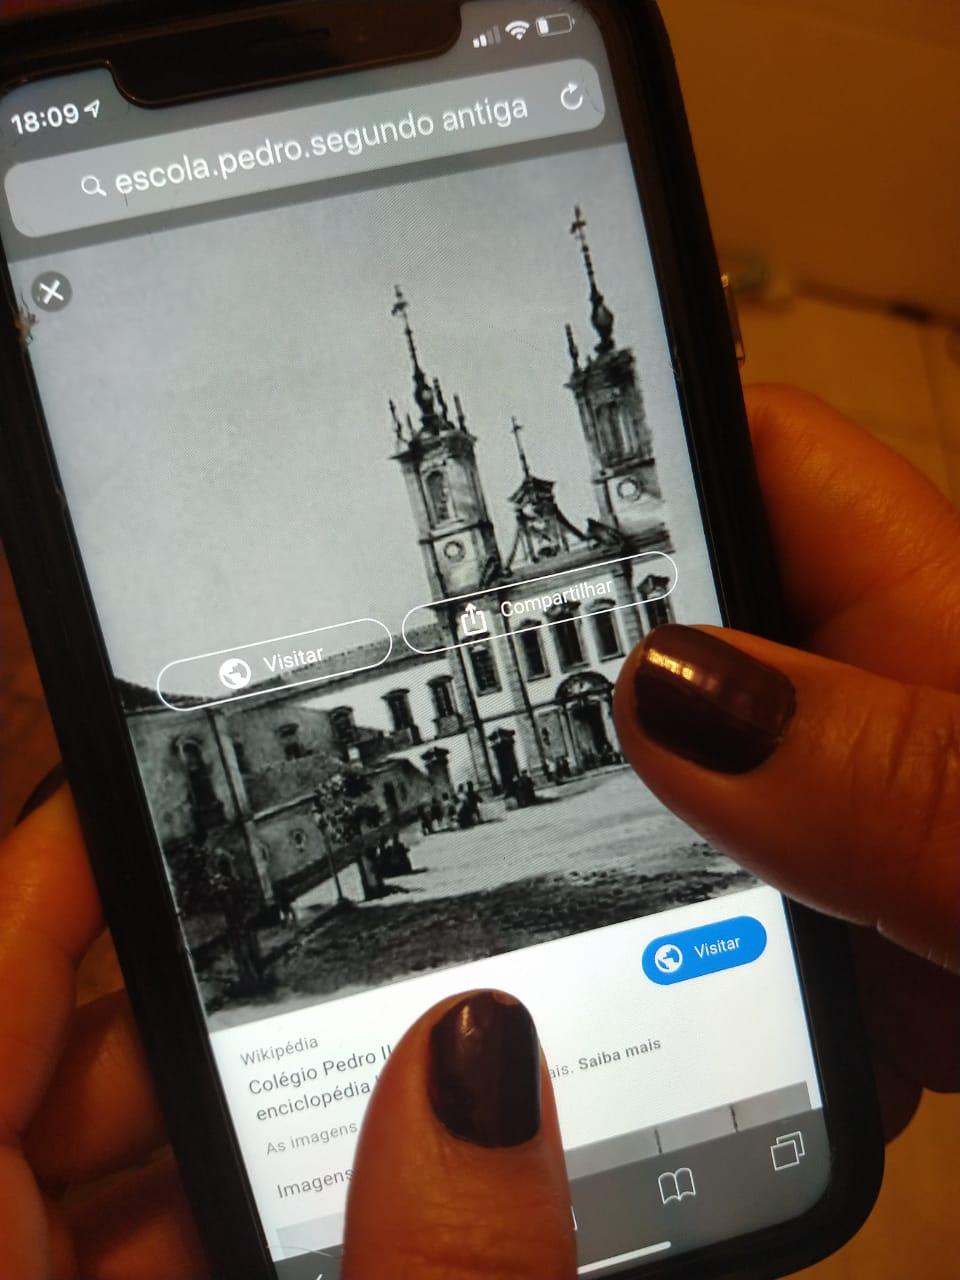 18:09
escola.pedro.segundo antiga
Visitar
Compartilhar
Visitar
Wikipédia
Colégio Pedro II
enciclopédia
ais. Saiba mais
As imagens
Imagens